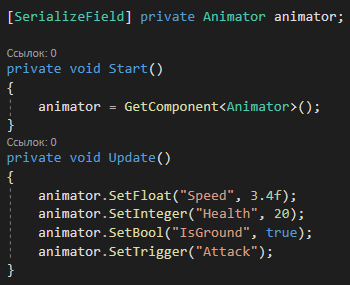 [SerializeField] private Animator animator;
Ссылок: 0
private void Start()
{
animator = GetComponent<Animator>();
}
Ссылок: 0
private void Update()
{
animator.SetFloat("Speed", 3.4f);
animator.SetInteger("Health", 20);
animator.SetBool("IsGround", true);
animator.SetTrigger("Attack");
}